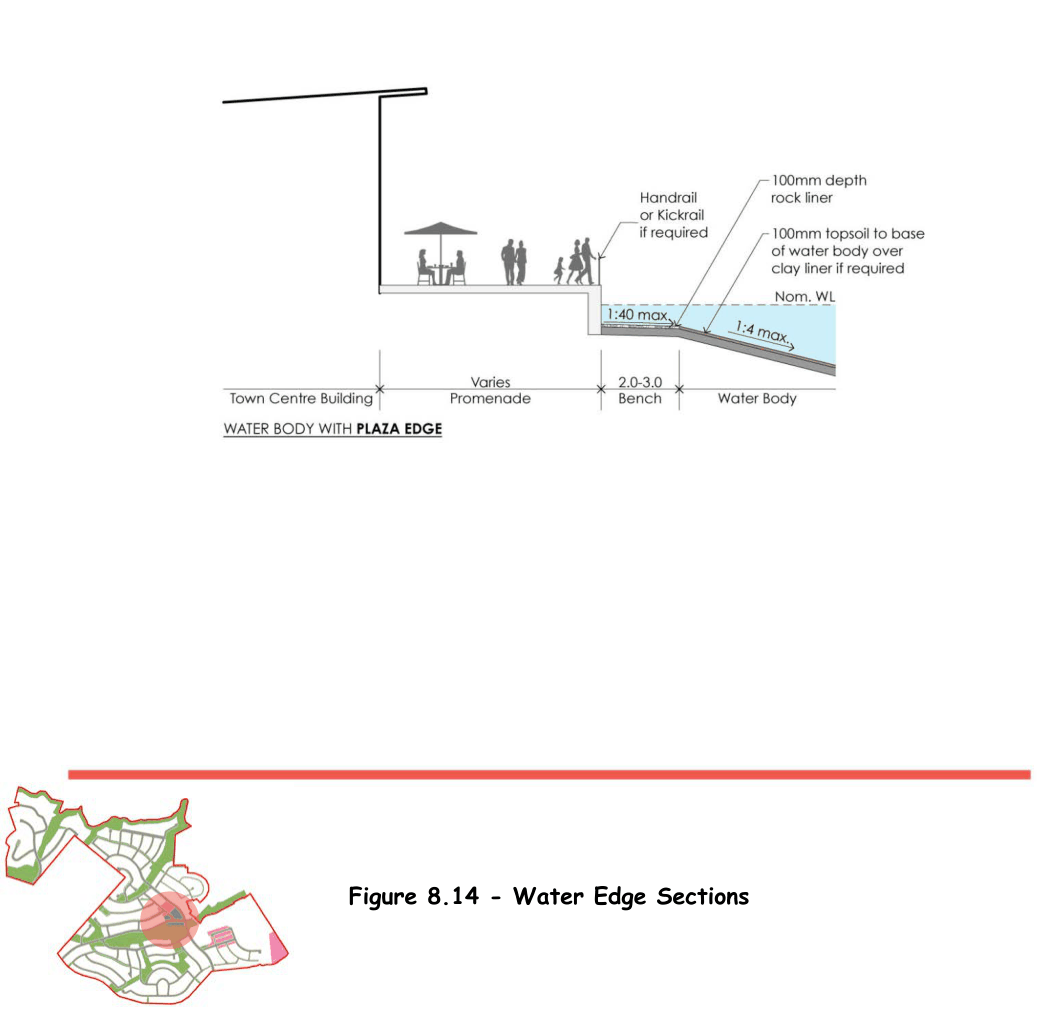 100mm depth
rock liner
Handrail
or Kickrail
if required
100mm topsoil to base
of water body over
clay liner if required
Nom. WL
1:40 max.
1:4 max.
Varies
2.0-3.0
Town Centre Building
Promenade
Bench
Water Body
WATER BODY WITH PLAZA EDGE
Figure 8.14 - Water Edge Sections